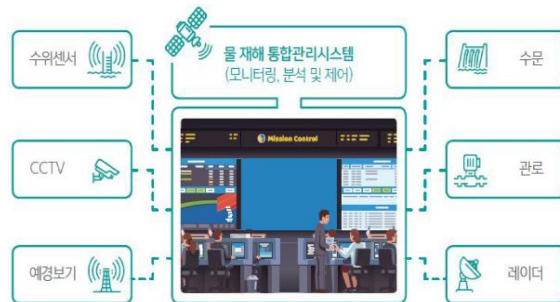 수위센서
물 재해 통합관리시스템
(모니터링, 분석 및 제어)
수문
Mission Control
CCTV
관로
예경보기
레이더